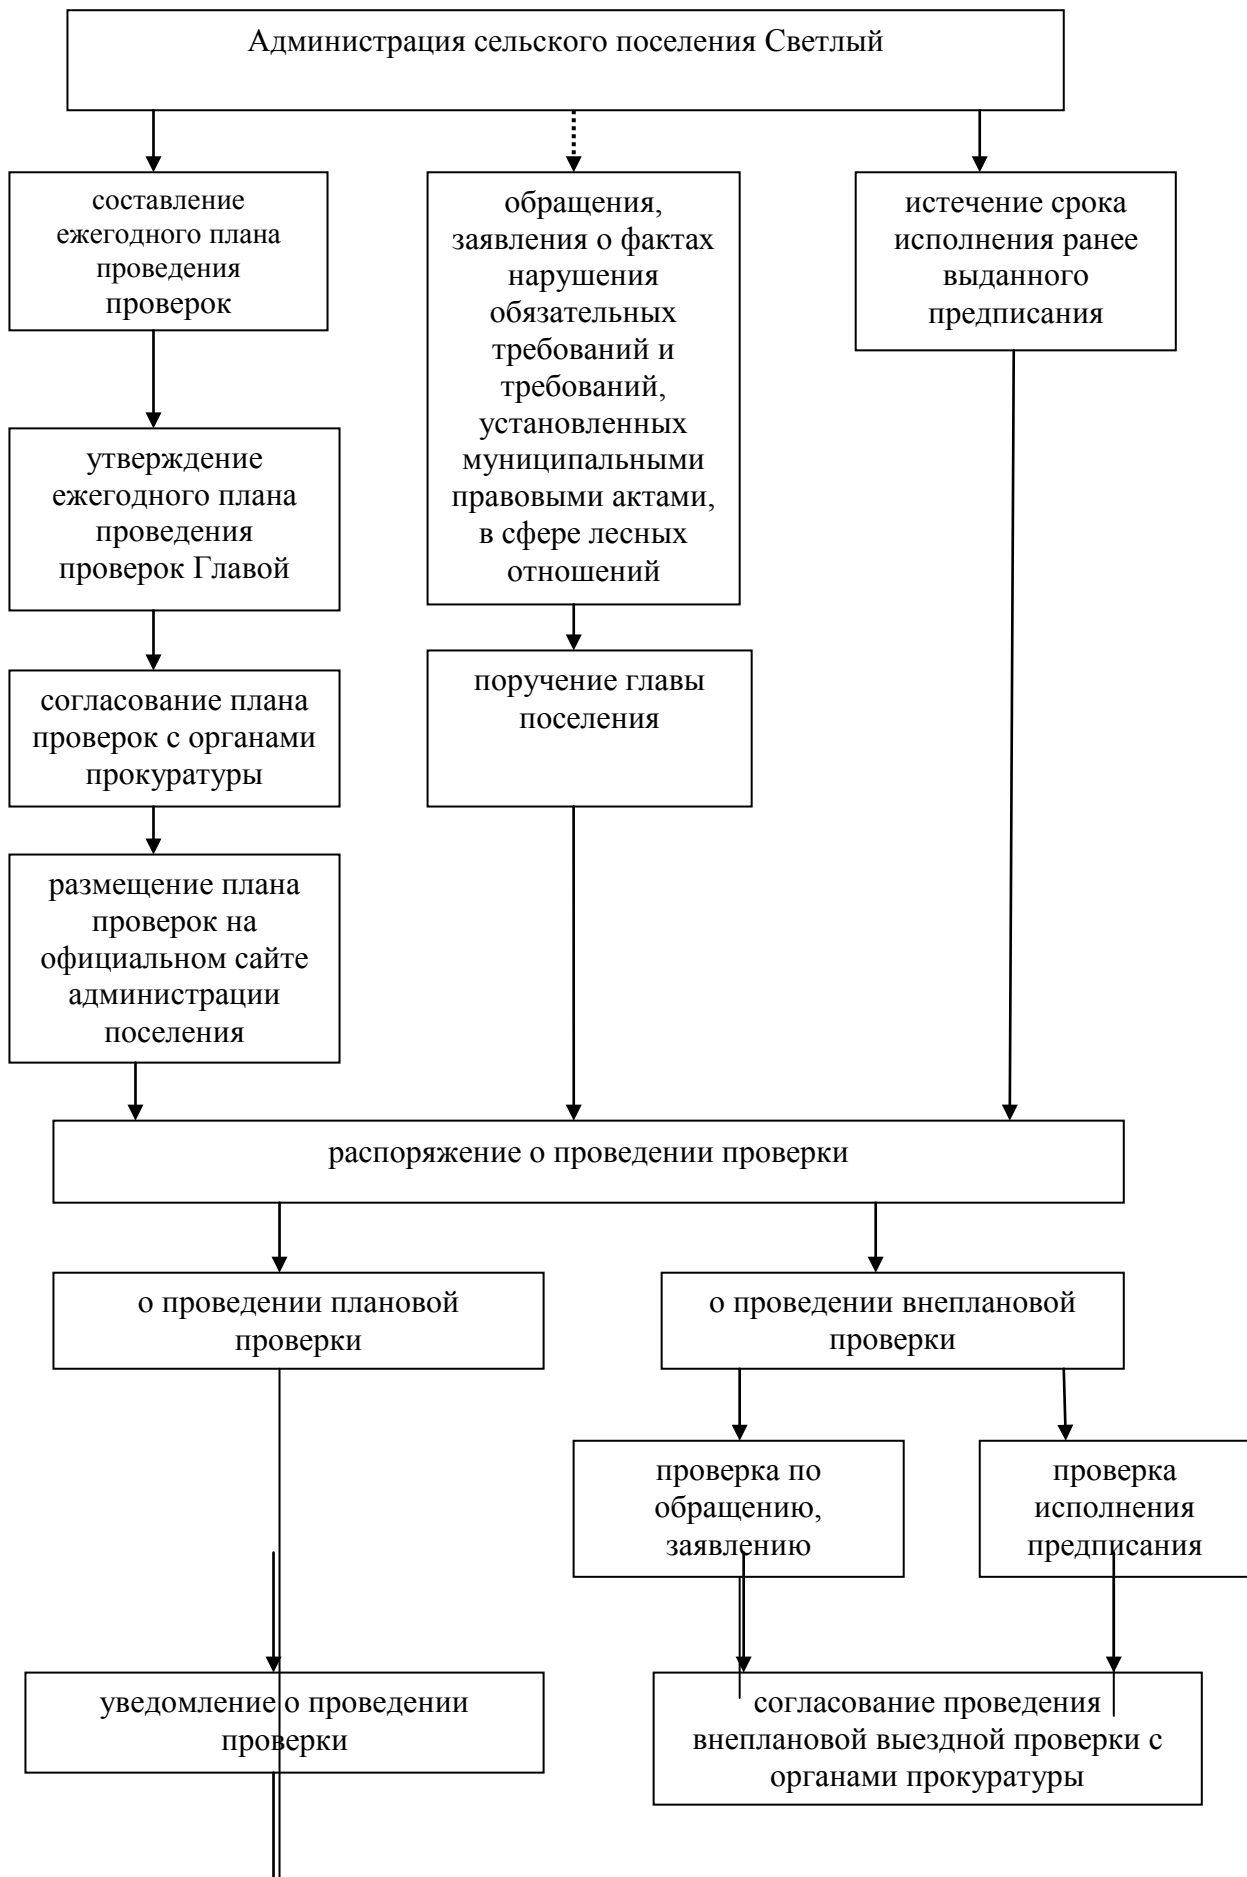 Администрация сельского поселения Светлый
составление
ежегодного плана
проведения
проверок
обращения,
заявления о фактах
нарушения
обязательных
требований и
требований,
установленных
муниципальными
правовыми актами,
в сфере лесных
отношений
истечение срока
исполнения ранее
выданного
предписания
утверждение
ежегодного плана
проведения
проверок Главой
согласование плана
проверок с органами
прокуратуры
поручение главы
поселения
размещение плана
проверок на
официальном сайте
администрации
поселения
распоряжение о проведении проверки
о проведении плановой
проверки
о проведении внеплановой
проверки
проверка по
обращению,
заявлению
проверка
исполнения
предписания
уведомление о проведении
проверки
согласование проведения
внеплановой выездной проверки с
органами прокуратуры